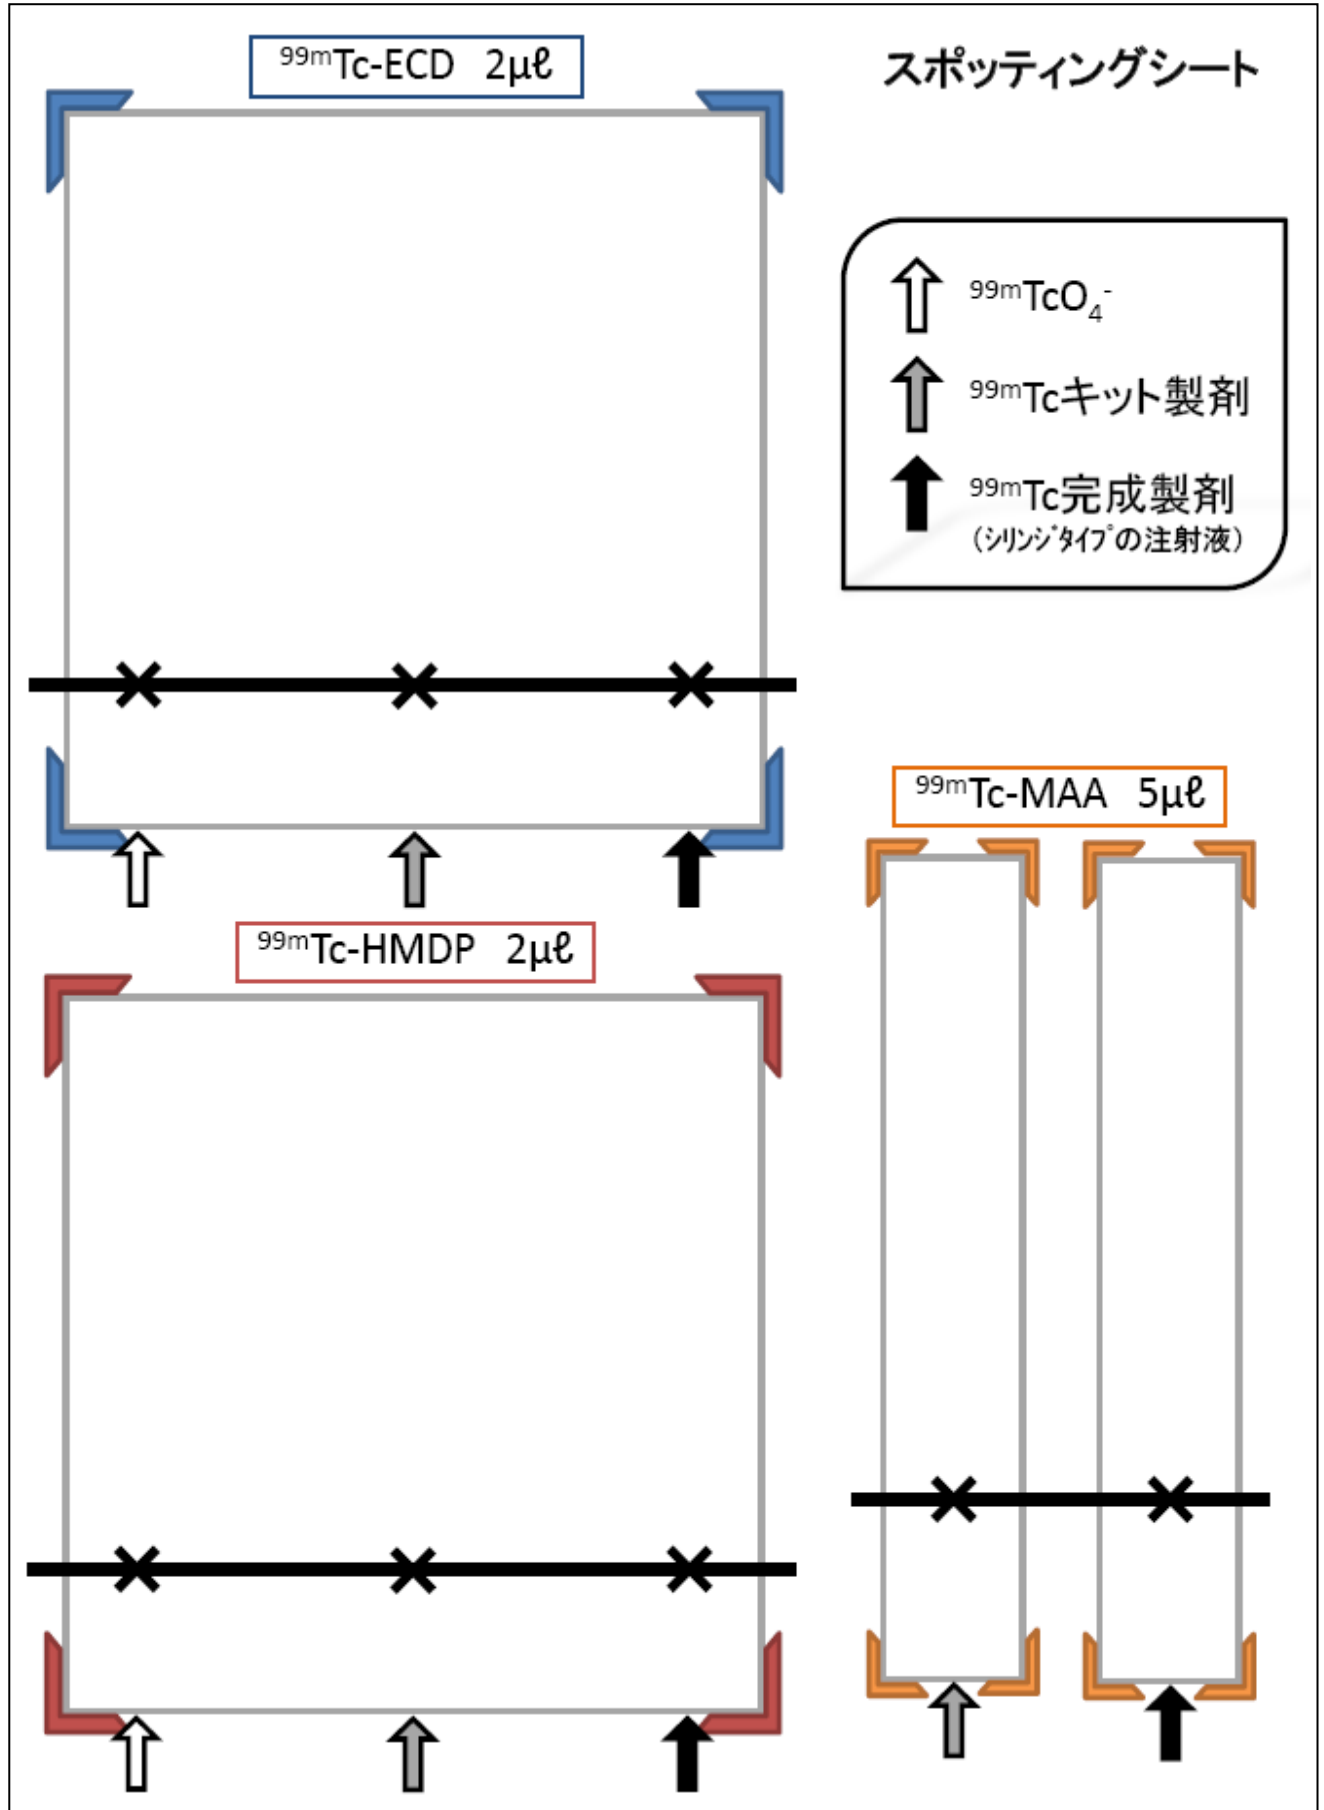 99mTc-ECD 2μℓ
スポッティングシート
99mTcO4-
99mTcキット製剤
99mTc完成製剤
(シリンジタイプの注射液)
99mTc-MAA 5μℓ
99mTc-HMDP 2μℓ